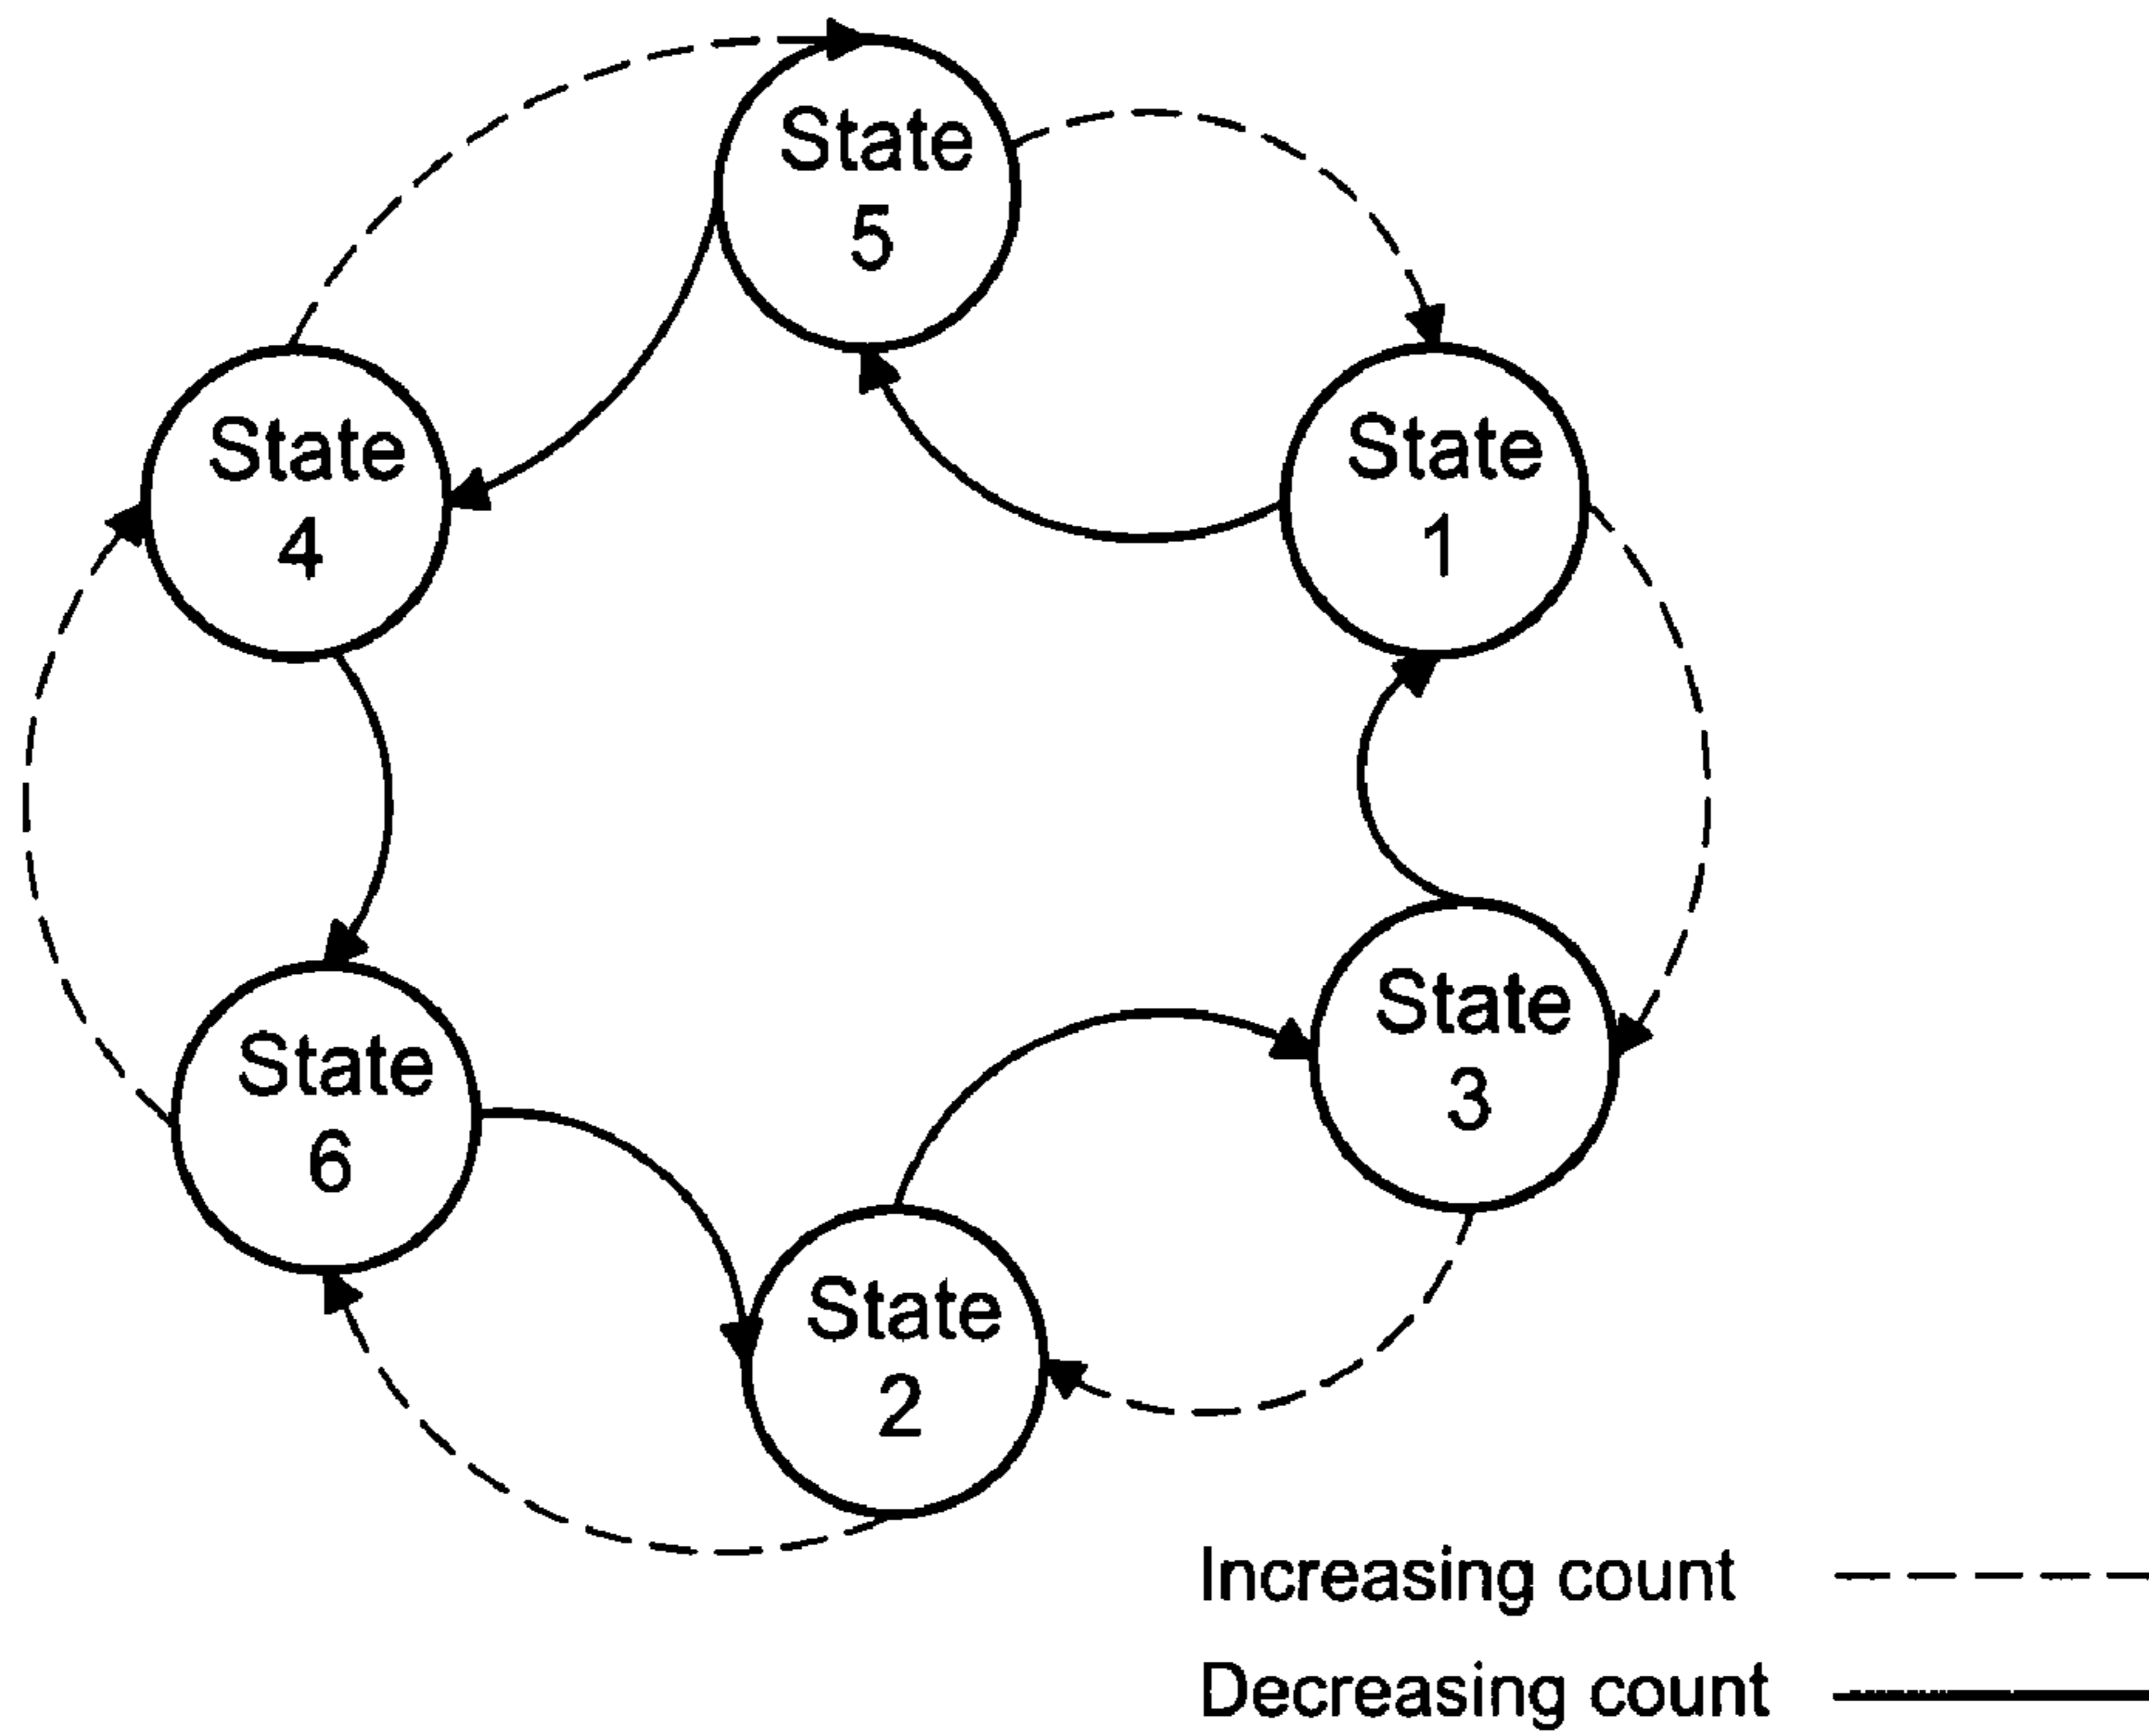 State
5
State
4
State
1
State
3
State
6
State
2
Increasing count
Decreasing count